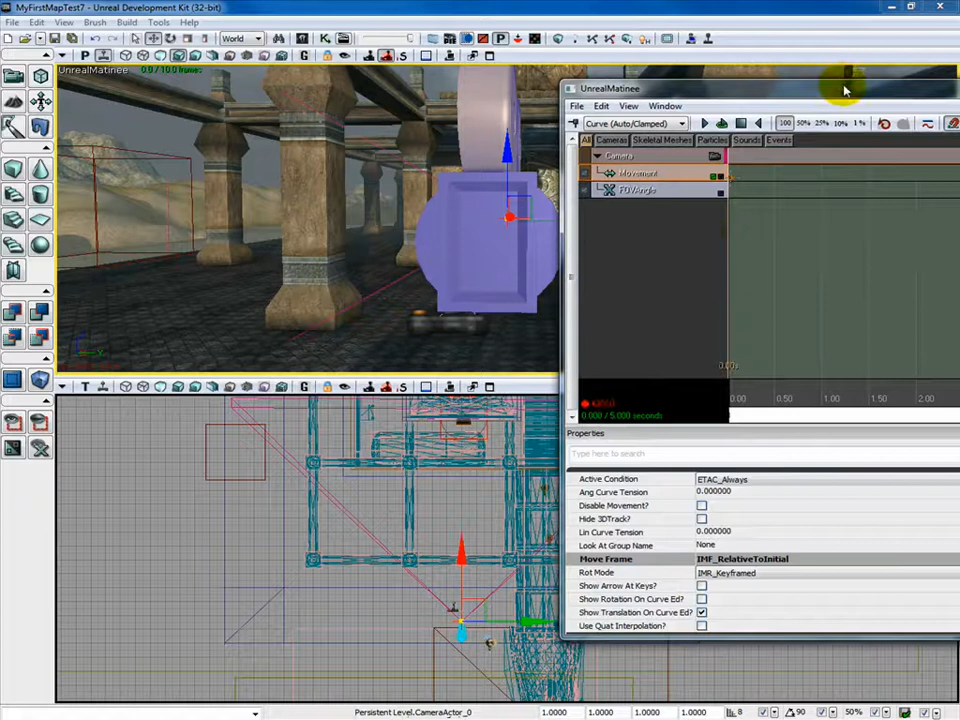 MyFirstMapTest7 - Unreal Development Kit (32-bit)
File Edit View Brush Build Tools Help
World
UnrealMatinee
UnrealMatinee
File Edit View Window
Curve (Auto/Clamped) 100 50% 25% 10% 1 %
All Cameras Skeletal Meshes Particles Sounds Events
Camera
Movement
FOVAngle
0.00s
0.50 1.00 1.50 2.00
0.000 / 5.000 seconds
Properties
Type here to search
Active Condition ETAC_Always
Ang Curve Tension 0.000000
Disable Movement?
Hide 3DTrack?
Lin Curve Tension 0.000000
Look At Group Name None
Move Frame IMF_RelativeToInitial
Rot Mode IMR_Keyframed
Show Arrow At Keys?
Show Rotation On Curve Ed?
Show Translation On Curve Ed?
Use Quat Interpolation?
Persistent Level.CameraActor_0 1.0000 1.0000 1.0000 1.0000 8 90 50%